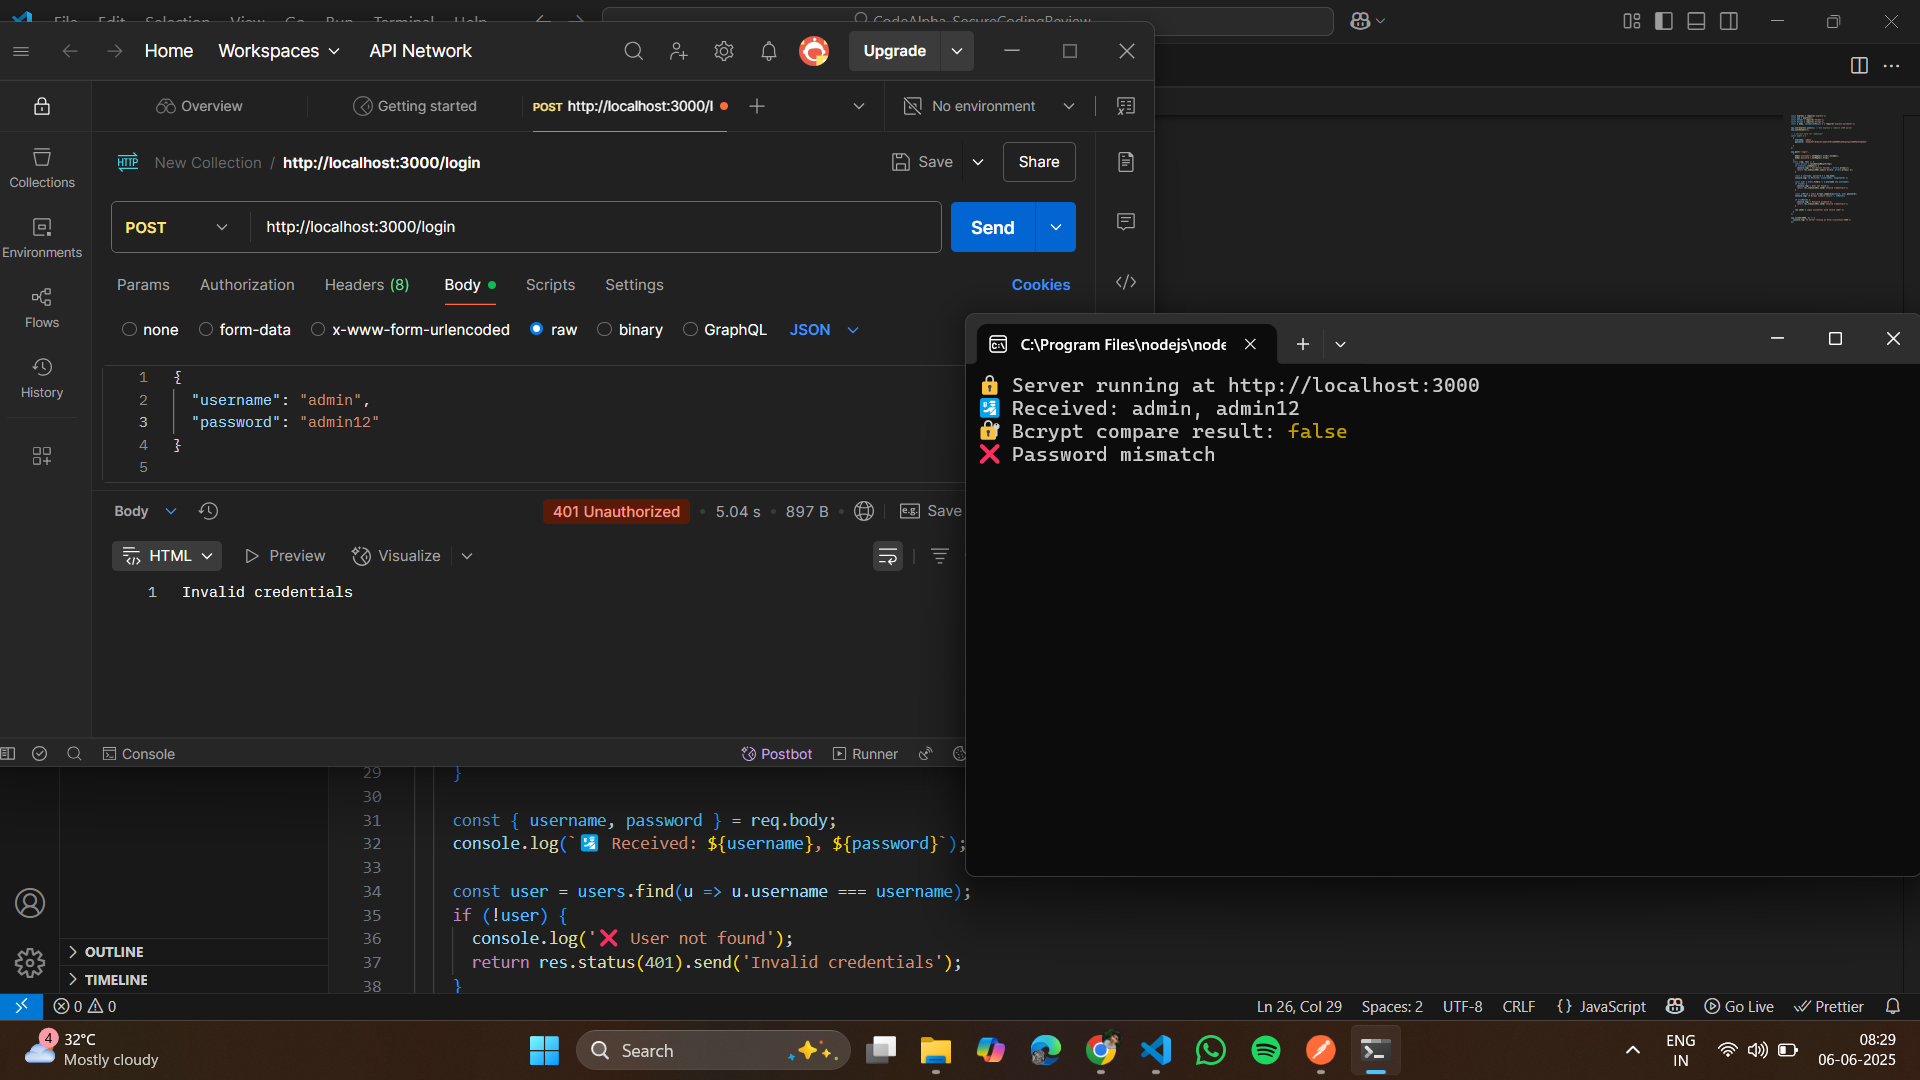 File Edit Selection View Go Run Terminal Help
CodeAlpha_SecureCodingReview
Home Workspaces API Network
Upgrade
Overview
Getting started
POST http://localhost:3000/l
No environment
New Collection / http://localhost:3000/login
Save
Share
Collections
Environments
Flows
History
POST
http://localhost:3000/login
Send
Params Authorization Headers (8) Body Scripts Settings
Cookies
none form-data x-www-form-urlencoded raw binary GraphQL JSON
1 {
2 "username": "admin",
3 "password": "admin12"
4 }
5
Body
401 Unauthorized • 5.04 s • 897 B •
e.g. Save
HTML Preview Visualize
1 Invalid credentials
Console
Postbot Runner
C:\Program Files\nodejs\node
🔒 Server running at http://localhost:3000
Received: admin, admin12
🔐 Bcrypt compare result: false
❌ Password mismatch
29 }
30
31 const { username, password } = req.body;
32 console.log(` Received: ${username}, ${password}`);
33
34 const user = users.find(u => u.username === username);
35 if (!user) {
36 console.log('❌ User not found');
37 return res.status(401).send('Invalid credentials');
38 }
OUTLINE
TIMELINE
0 0
Ln 26, Col 29 Spaces: 2 UTF-8 CRLF {} JavaScript Go Live Prettier
4
32°C
Mostly cloudy
Search
ENG
IN
08:29
06-06-2025